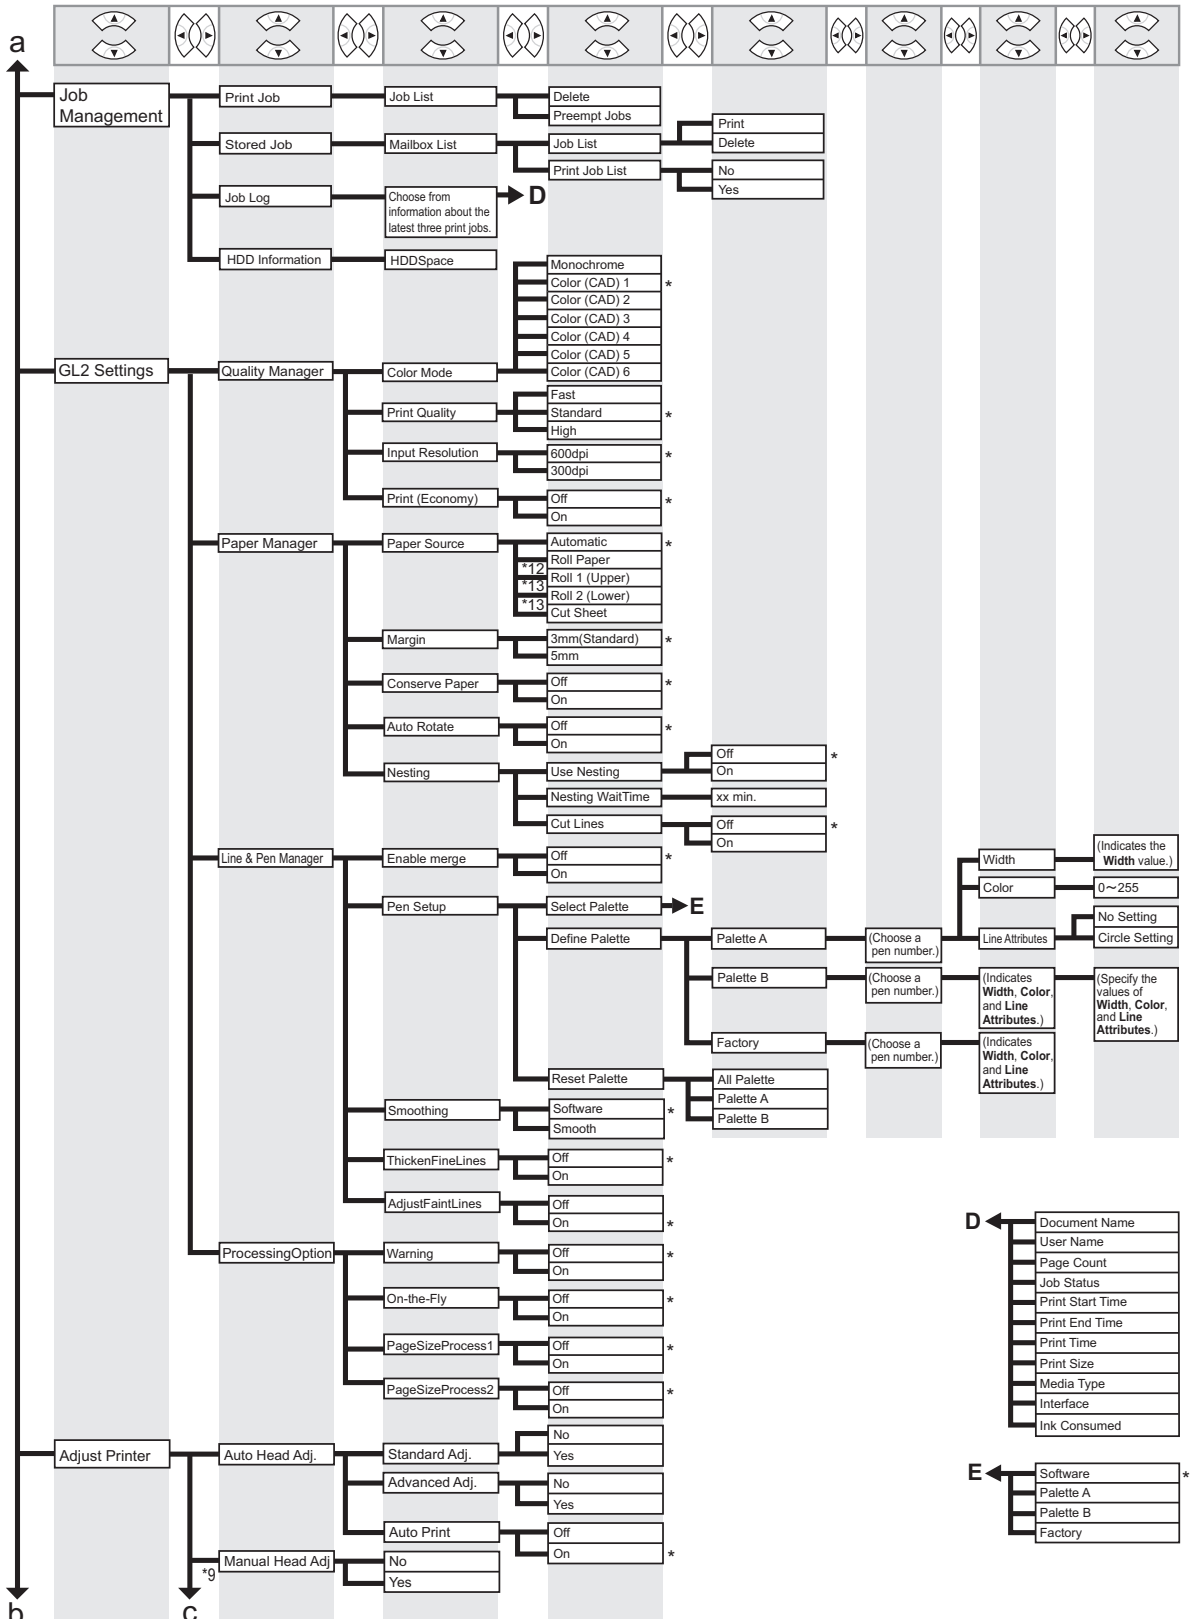 a
Job
Management
Print Job
Job List
Delete
Preempt Jobs
Stored Job
Mailbox List
Job List
Print
Delete
Print Job List
No
Yes
Job Log
Choose from
information about the
latest three print jobs.
D
HDD Information
HDDSpace
GL2 Settings
Quality Manager
Color Mode
Monochrome
Color (CAD) 1 *
Color (CAD) 2
Color (CAD) 3
Color (CAD) 4
Color (CAD) 5
Color (CAD) 6
Print Quality
Fast
Standard *
High
Input Resolution
600dpi *
300dpi
Print (Economy)
Off *
On
Paper Manager
Paper Source
Automatic *
Roll Paper
*12
Roll 1 (Upper)
*13
Roll 2 (Lower)
*13
Cut Sheet
Margin
3mm(Standard) *
5mm
Conserve Paper
Off *
On
Auto Rotate
Off *
On
Nesting
Use Nesting
Off *
On
Nesting WaitTime
xx min.
Cut Lines
Off *
On
Line & Pen Manager
Enable merge
Off *
On
Pen Setup
Select Palette
E
Define Palette
Palette A
(Choose a
pen number.)
Width
(Indicates the
Width value.)
Color
0～255
Line Attributes
No Setting
Circle Setting
Palette B
(Choose a
pen number.)
(Indicates
Width, Color,
and Line
Attributes.)
(Specify the
values of
Width, Color,
and Line
Attributes.)
Factory
(Choose a
pen number.)
(Indicates
Width, Color,
and Line
Attributes.)
Reset Palette
All Palette
Palette A
Palette B
Smoothing
Software *
Smooth
ThickenFineLines
Off *
On
AdjustFaintLines
Off
On *
ProcessingOption
Warning
Off *
On
On-the-Fly
Off *
On
PageSizeProcess1
Off *
On
PageSizeProcess2
Off *
On
Adjust Printer
Auto Head Adj.
Standard Adj.
No
Yes
Advanced Adj.
No
Yes
Auto Print
Off
On *
*9
Manual Head Adj
No
Yes
b
c
D
Document Name
User Name
Page Count
Job Status
Print Start Time
Print End Time
Print Time
Print Size
Media Type
Interface
Ink Consumed
E
Software *
Palette A
Palette B
Factory